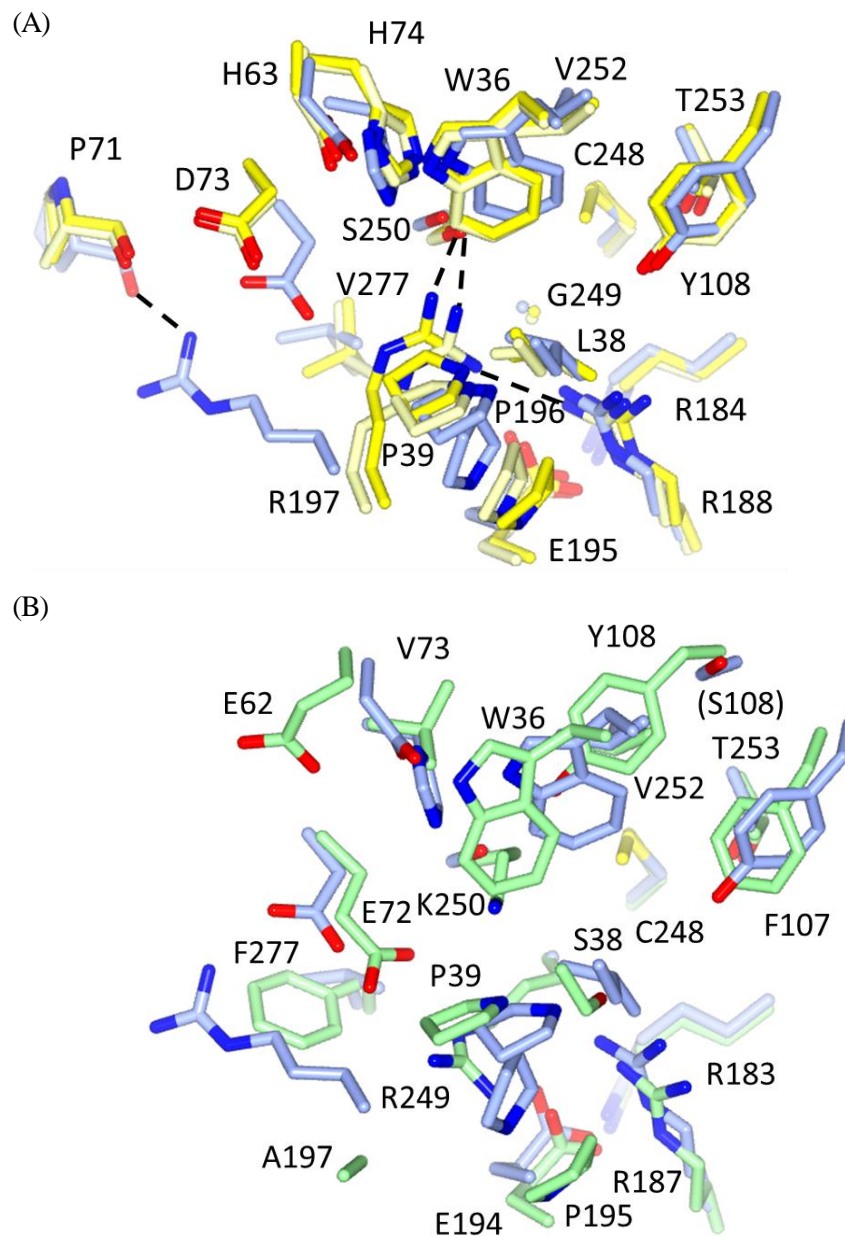 (A)
H74
H63
W36
V252
T253
P71
D73
C248
S250
V277
G249
Y108
L38
P196
R184
P39
R197
R188
E195
(B)
Y108
V73
E62
W36
(S108)
T253
V252
E72
K250
C248
F107
F277
S38
P39
R249
R183
A197
R187
E194
P195